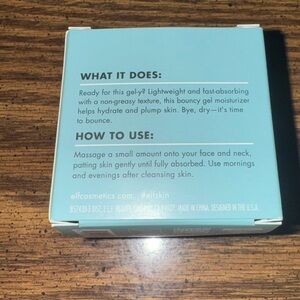 WHAT IT DOES:
Ready for this gel-y? Lightweight and fast-absorbing
with a non-greasy texture, this bouncy gel moisturizer
helps hydrate and plump skin. Bye, dry—it's time
to bounce.
HOW TO USE:
Massage a small amount onto your face and neck,
patting skin gently until fully absorbed. Use mornings
and evenings after cleansing skin.
elfcosmetics.com #elfskin
MADE IN CHINA. DESIGNED IN THE U.S.A.